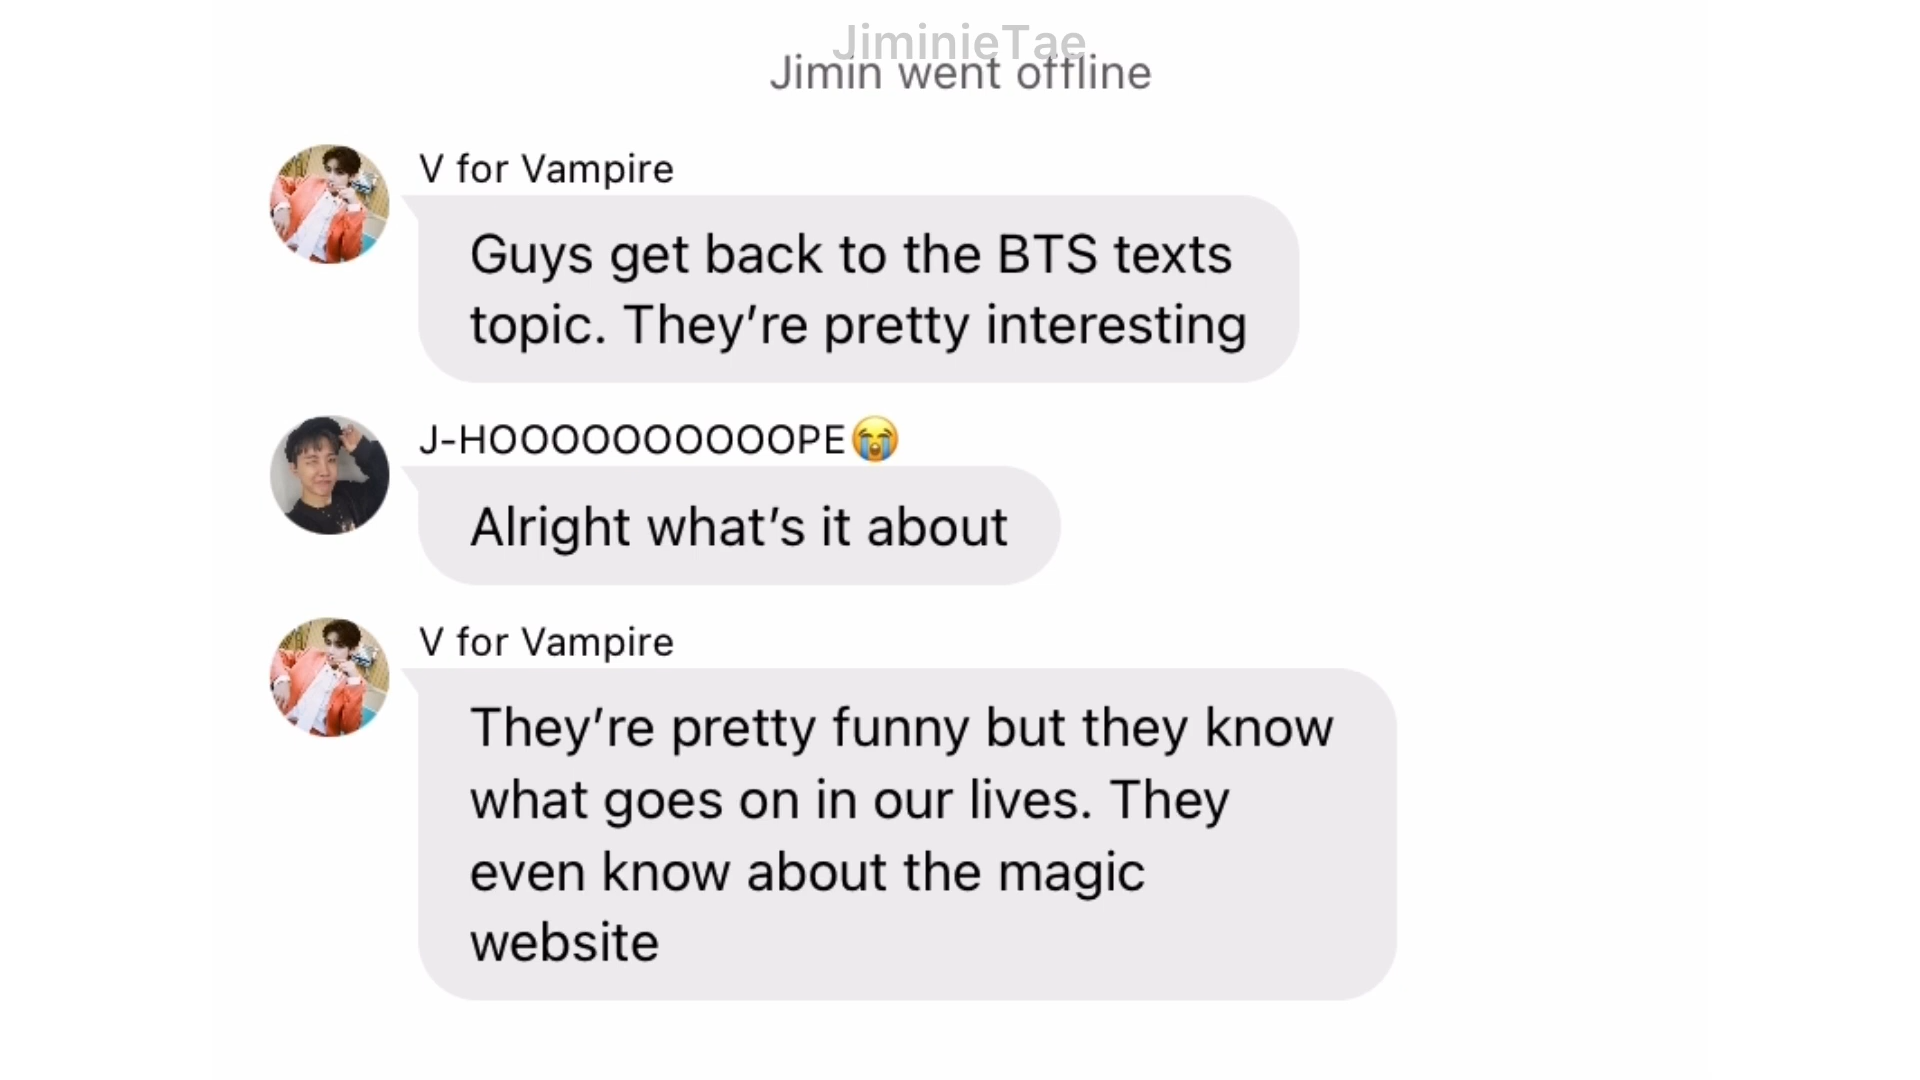 JiminieTae
Jimin went offline
V for Vampire
Guys get back to the BTS texts
topic. They’re pretty interesting
J-HOOOOOOOOOOPE😭
Alright what’s it about
V for Vampire
They’re pretty funny but they know
what goes on in our lives. They
even know about the magic
website